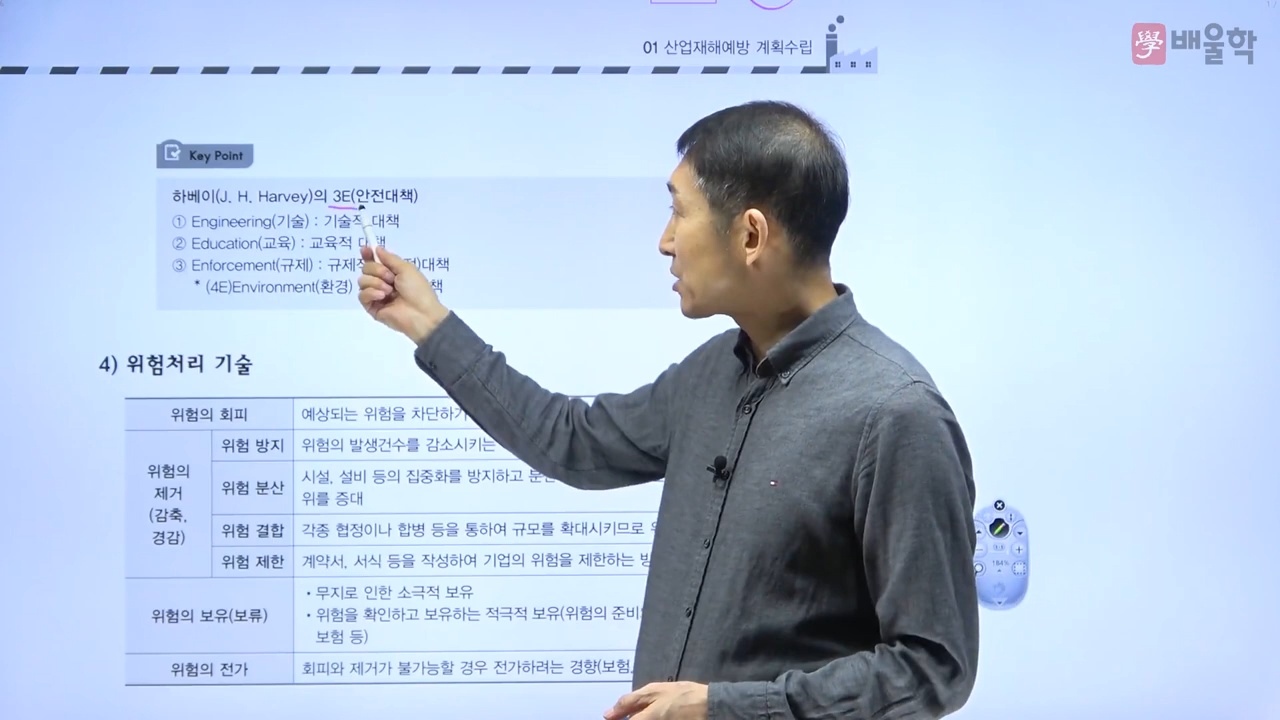 01 산업재해예방 계획수립
學 배울학
Key Point
하베이(J. H. Harvey)의 3E(안전대책)
① Engineering(기술) : 기술적 대책
② Education(교육) : 교육적 대책
③ Enforcement(규제) : 규제적 대책
* (4E)Environment(환경)
4) 위험처리 기술
위험의 회피 예상되는 위험을 차단하기
위험의 제거 (감축, 경감)
위험 방지 위험의 발생건수를 감소시키는
위험 분산 시설, 설비 등의 집중화를 방지하고
위를 증대
위험 결합 각종 협정이나 합병 등을 통하여 규모를 확대시키므로
위험 제한 계약서, 서식 등을 작성하여 기업의 위험을 제한하는
위험의 보유(보류)
• 무지로 인한 소극적 보유
• 위험을 확인하고 보유하는 적극적 보유(위험의 준비
보험 등)
위험의 전가 회피와 제거가 불가능할 경우 전가하려는 경향(보험,
184%